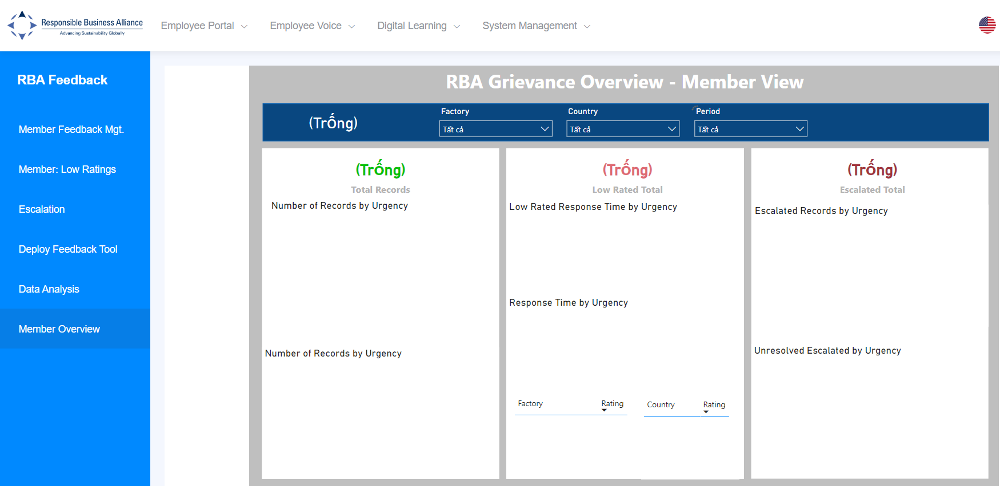 Responsible Business Alliance
Advancing Sustainability Globally
Employee Portal
Employee Voice
Digital Learning
System Management
RBA Feedback
Member Feedback Mgt.
Member: Low Ratings
Escalation
Deploy Feedback Tool
Data Analysis
Member Overview
RBA Grievance Overview - Member View
(Trống)
Factory
Tất cả
Country
Tất cả
Period
Tất cả
(Trống)
Total Records
Number of Records by Urgency
Number of Records by Urgency
(Trống)
Low Rated Total
Low Rated Response Time by Urgency
Response Time by Urgency
Factory Rating
Country Rating
(Trống)
Escalated Total
Escalated Records by Urgency
Unresolved Escalated by Urgency